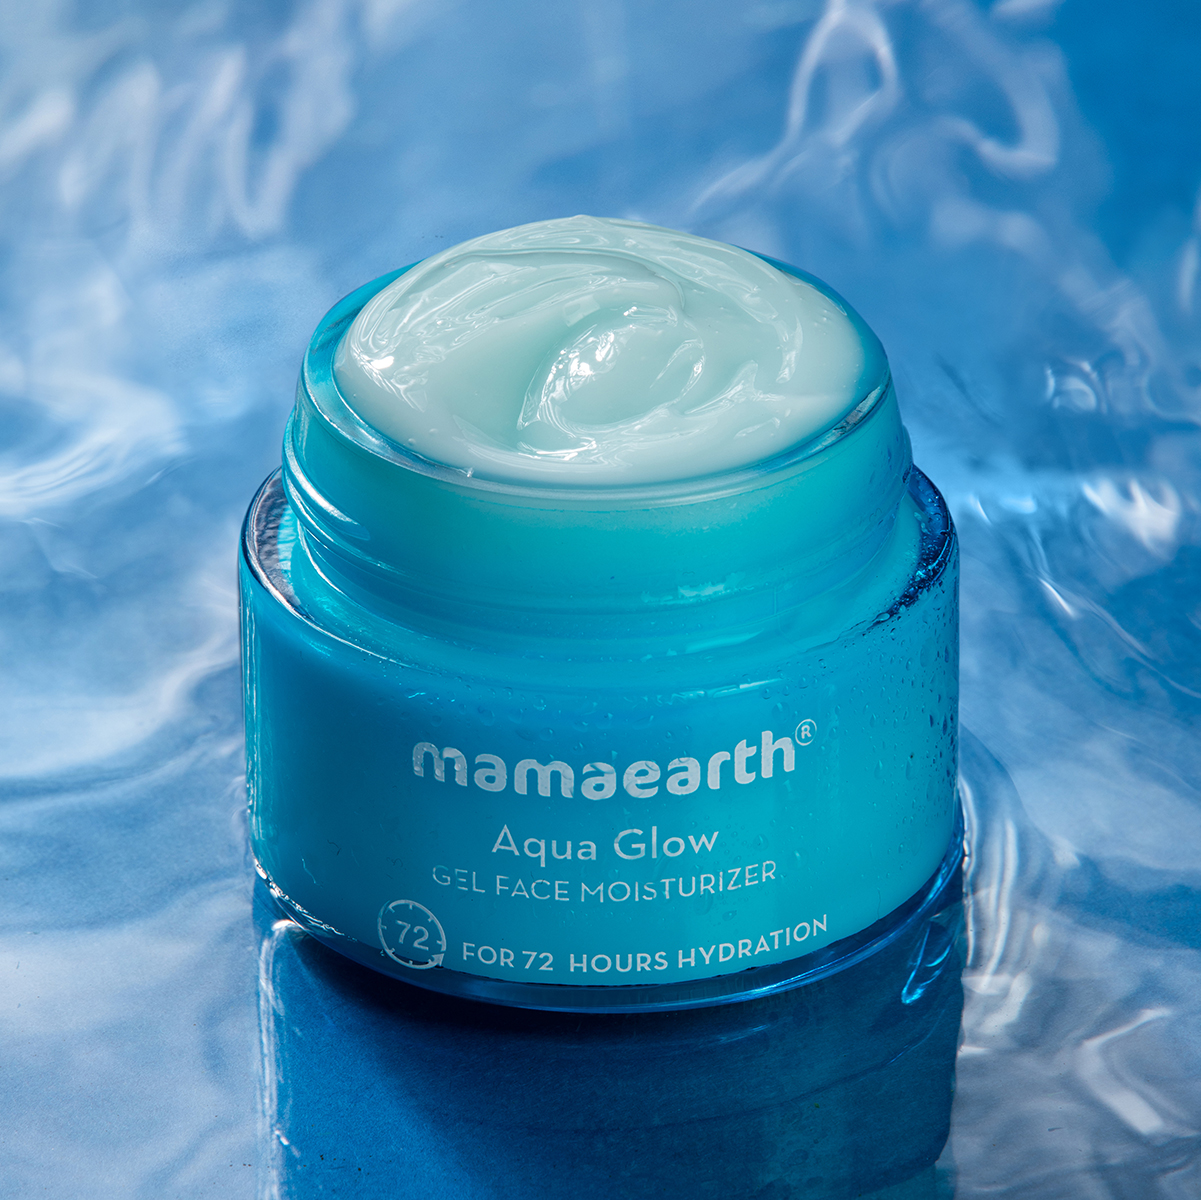 mamaearth®
Aqua Glow
GEL FACE MOISTURIZER
72 FOR 72 HOURS HYDRATION